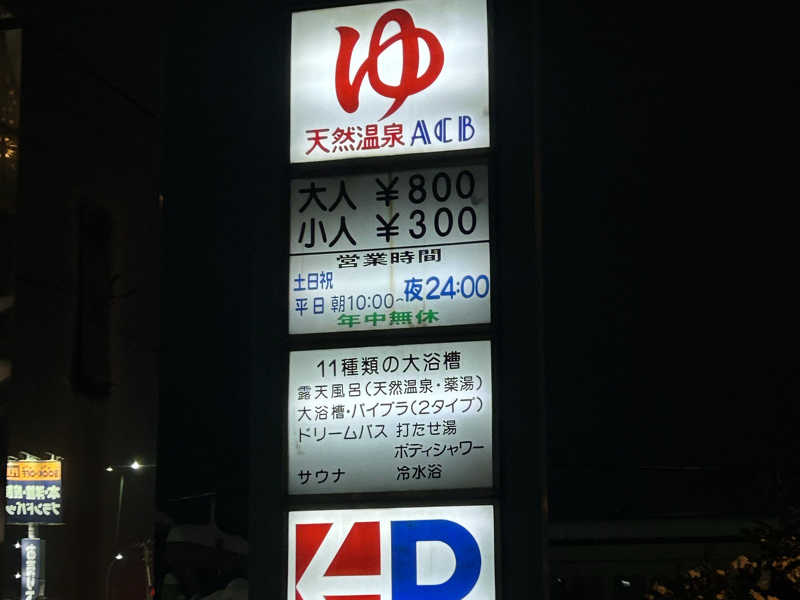 ゆ
天然温泉ACB
大人 ￥800
小人 ￥300
営業時間
土日祝
平日 朝10:00~夜24:00
年中無休
11種類の大浴槽
露天風呂(天然温泉・薬湯)
大浴槽・バイブラ(2タイプ)
ドリームバス 打たせ湯
ボディシャワー
サウナ 冷水浴
P
BOOK-OFF